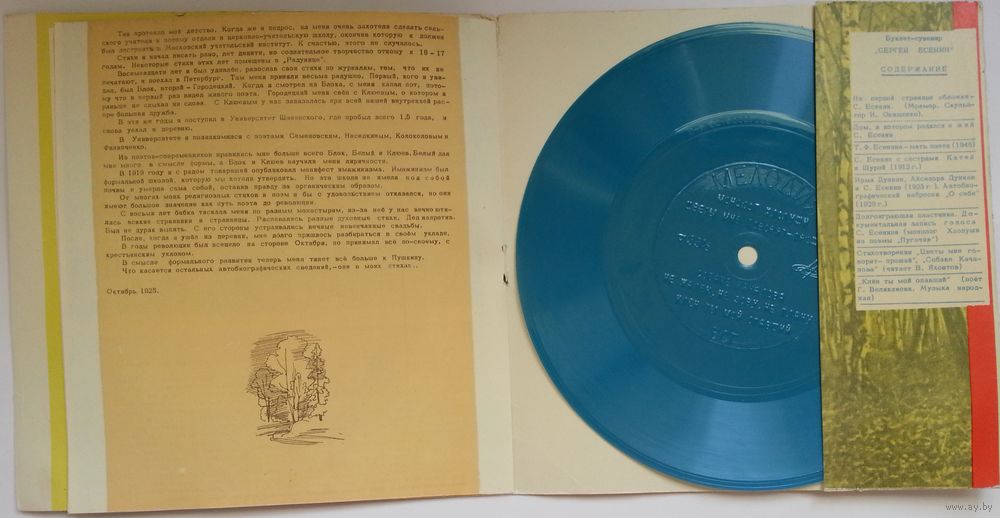 Так протекло мое детство. Когда же я подрос, из меня очень захотели сделать сель-
ского учителя и потому отдали в церковно-учительскую школу, окончив которую я должен
был поступить в Московский учительский институт. К счастью, этого не случилось.
Стихи я начал писать рано, лет девяти, но сознательное творчество отношу к 16-17
годам. Некоторые стихи этих лет помещены в „Радунице".
Восемнадцати лет я был удивлён, разослав свои стихи по журналам, тем, что их не
печатают, и поехал в Петербург. Там меня приняли весьма радушно. Первый, кого я уви-
дел, был Блок, второй – Городецкий. Когда я смотрел на Блока, с меня капал пот, пото-
му что в первый раз видел живого поэта. Городецкий меня свёл с Клюевым, о котором я
раньше не слыхал ни слова. С Клюевым у нас завязалась при всей нашей внутренней рас-
пре большая дружба.
В эти же годы я поступил в Университет Шанявского, где пробыл всего 1,5 года, и
снова уехал в деревню.
В Университете я познакомился с поэтами Семеновским, Наседкиным, Колоколовым и
Филипченко.
Из поэтов-современников нравились мне больше всего Блок, Белый и Клюев. Белый дал
мне много в смысле формы, а Блок и Клюев научили меня лиричности.
В 1919 году я с рядом товарищей опубликовал манифест имажинизма. Имажинизм был
формальной школой, которую мы хотели утвердить. Но эта школа не имела под собой
почвы и умерла сама собой, оставив правду за органическим образом.
От многих моих религиозных стихов и поэм я бы с удовольствием отказался, но они
имеют большое значение как путь поэта до революции.
С восьми лет бабка таскала меня по разным монастырям, из-за неё у нас вечно юти-
лись всякие странники и странницы. Распевались разные духовные стихи. Дед напротив.
Был не дурак выпить. С его стороны устраивались вечные невенчанные свадьбы.
После, когда я ушёл из деревни, мне долго пришлось разбираться в своём укладе.
В годы революции был всецело на стороне Октября, но принимал всё по-своему, с
крестьянским уклоном.
В смысле формального развития теперь меня тянет всё больше к Пушкину.
Что касается остальных автобиографических сведений, – они в моих стихах.
Октябрь 1925.
МЕЛОД
Буклет-сувенир
„СЕРГЕЙ ЕСЕНИН"
СОДЕРЖАНИЕ
На первой странице обложки–
С. Есенин. (Мрамор. Скульп-
тор И. Онищенко).
Дом, в котором родился и жил
С. Есенин
Т.Ф. Есенина – мать поэта (1946)
С. Есенин с сёстрами Катей
и Шурой (1912 г.)
Ирма Дункан, Айседора Дункан
и С. Есенин (1923 г.). Автобио-
графический набросок „О себе"
(1925 г.)
Долгоиграющая пластинка. До-
кументальная запись голоса
С. Есенина (монолог Хлопуши
из поэмы „Пугачев")
Стихотворения „Цветы мне го-
ворят– прощай", „Собаке Кача-
лова" (читает В. Яхонтов)
„Клён ты мой опавший" (поёт
Г. Великанова. Музыка народ-
ная)
www.ay.by